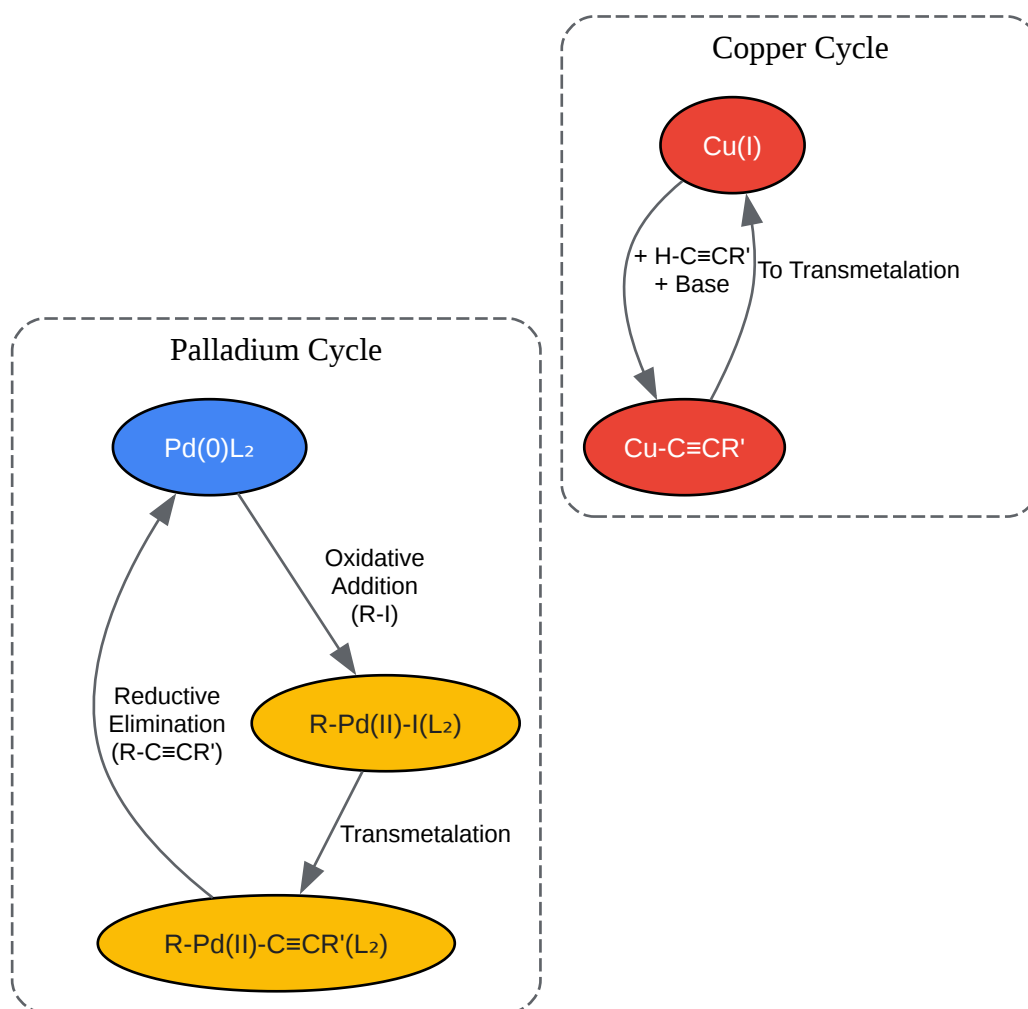 Copper Cycle
Cu(I)
+ H-C≡CR'
+ Base
To Transmetalation
Cu-C≡CR'
Palladium Cycle
Pd(0)L₂
Oxidative
Addition
(R-I)
R-Pd(II)-I(L₂)
Reductive
Elimination
(R-C≡CR')
Transmetalation
R-Pd(II)-C≡CR'(L₂)